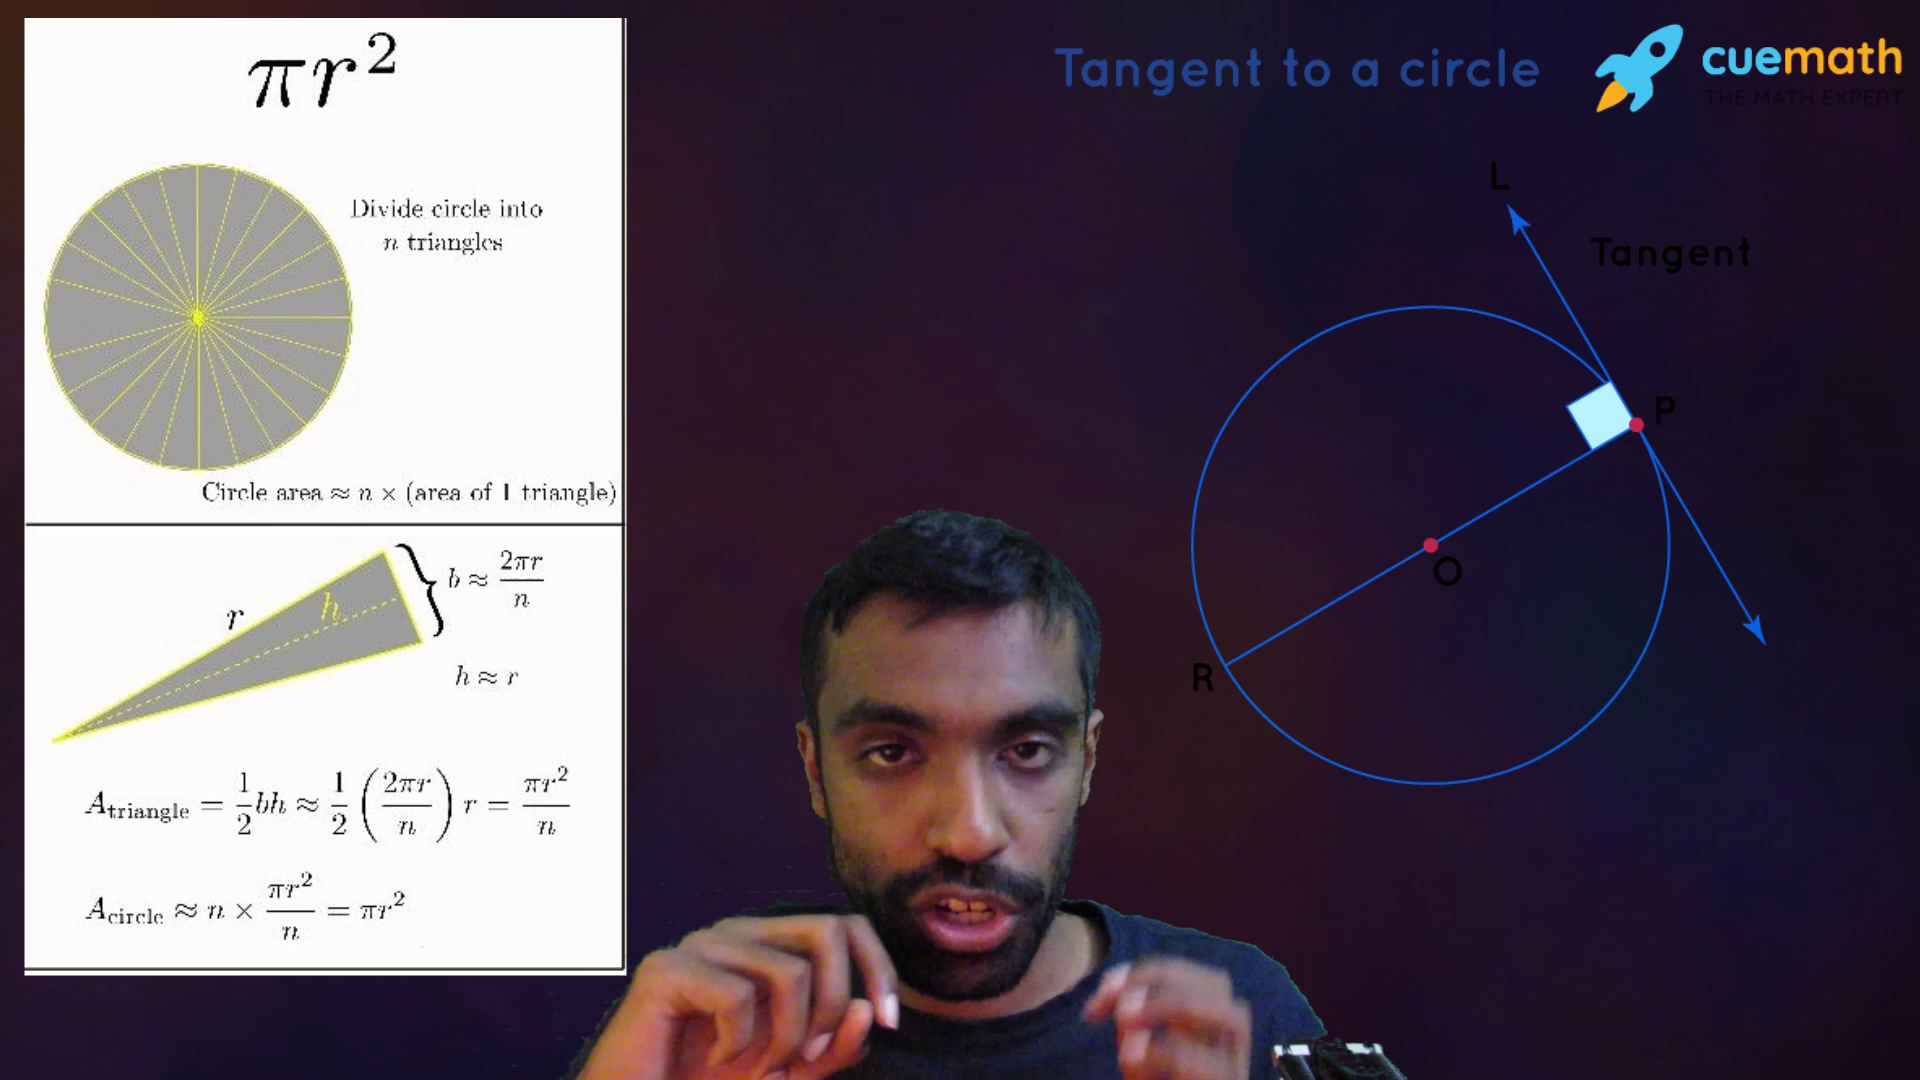 πr²
Divide circle into
n triangles
Circle area ≈ n × (area of 1 triangle)
r
h
b ≈ 2πr/n
h ≈ r
A_triangle = 1/2 bh ≈ 1/2 (2πr/n) r = πr²/n
A_circle ≈ n × πr²/n = πr²
Tangent to a circle
cuemath
THE MATH EXPERT
L
Tangent
P
O
R